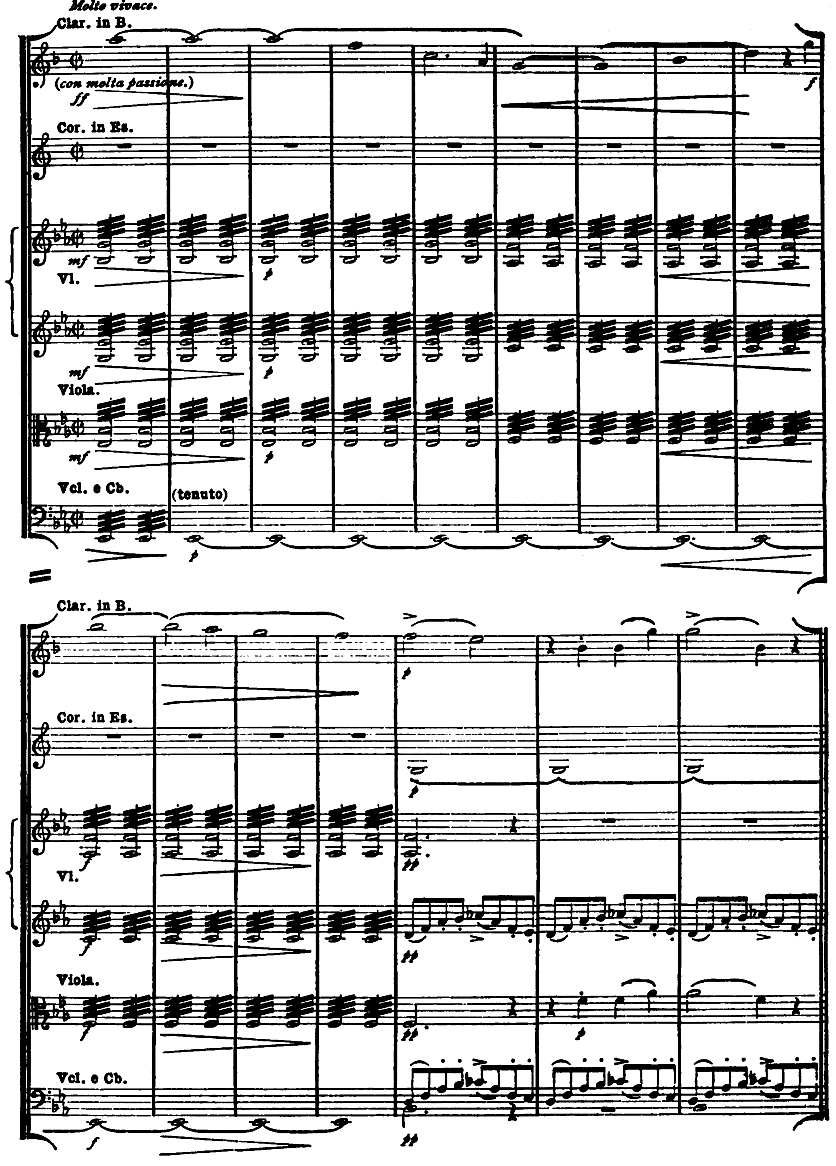 Molto vivace.
Clar. in B.
(con molta passione.)
ff
f
Cor. in Es.
mf
p
Vl.
mf
p
Viola.
mf
p
Vcl. e Cb.
(tenuto)
p
Clar. in B.
p
Cor. in Es.
p
f
pp
Vl.
f
pp
Viola.
f
pp
p
Vcl. e Cb.
f
pp